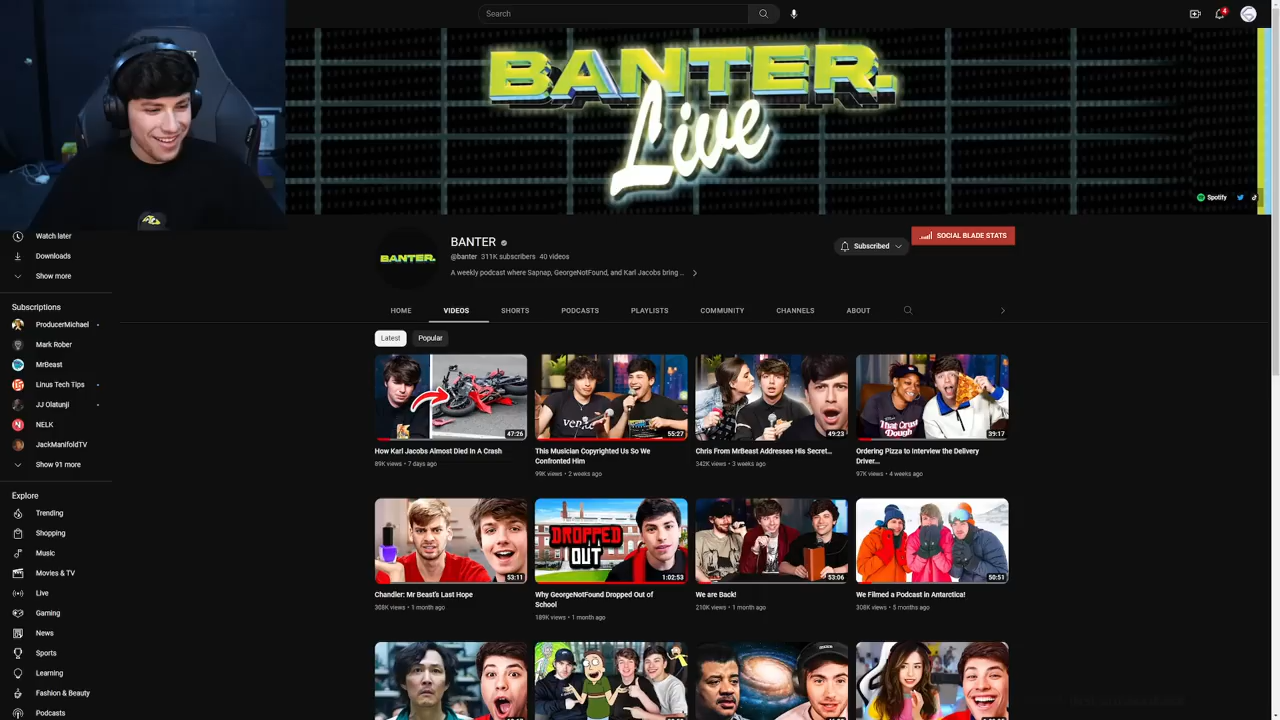 Search
4
BANTER.
Live
Spotify
BANTER.
BANTER
@banter 311K subscribers 40 videos
A weekly podcast where Sapnap, GeorgeNotFound, and Karl Jacobs bring ...
Subscribed
SOCIAL BLADE STATS
HOME
VIDEOS
SHORTS
PODCASTS
PLAYLISTS
COMMUNITY
CHANNELS
ABOUT
Latest
Popular
Watch later
Downloads
Show more
Subscriptions
ProducerMichael
Mark Rober
MrBeast
Linus Tech Tips
JJ Olatunji
NELK
JackManifoldTV
Show 91 more
Explore
Trending
Shopping
Music
Movies & TV
Live
Gaming
News
Sports
Learning
Fashion & Beauty
Podcasts
47:26
How Karl Jacobs Almost Died In A Crash
89K views • 7 days ago
55:27
This Musician Copyrighted Us So We
Confronted Him
99K views • 2 weeks ago
49:23
Chris From MrBeast Addresses His Secret...
342K views • 3 weeks ago
That Crust
Dough
39:17
Ordering Pizza to Interview the Delivery
Driver...
97K views • 4 weeks ago
53:11
Chandler: Mr Beast's Last Hope
308K views • 1 month ago
DROPPED
OUT
1:02:53
Why GeorgeNotFound Dropped Out of
School
189K views • 1 month ago
53:06
We are Back!
210K views • 1 month ago
50:51
We Filmed a Podcast in Antarctica!
308K views • 5 months ago